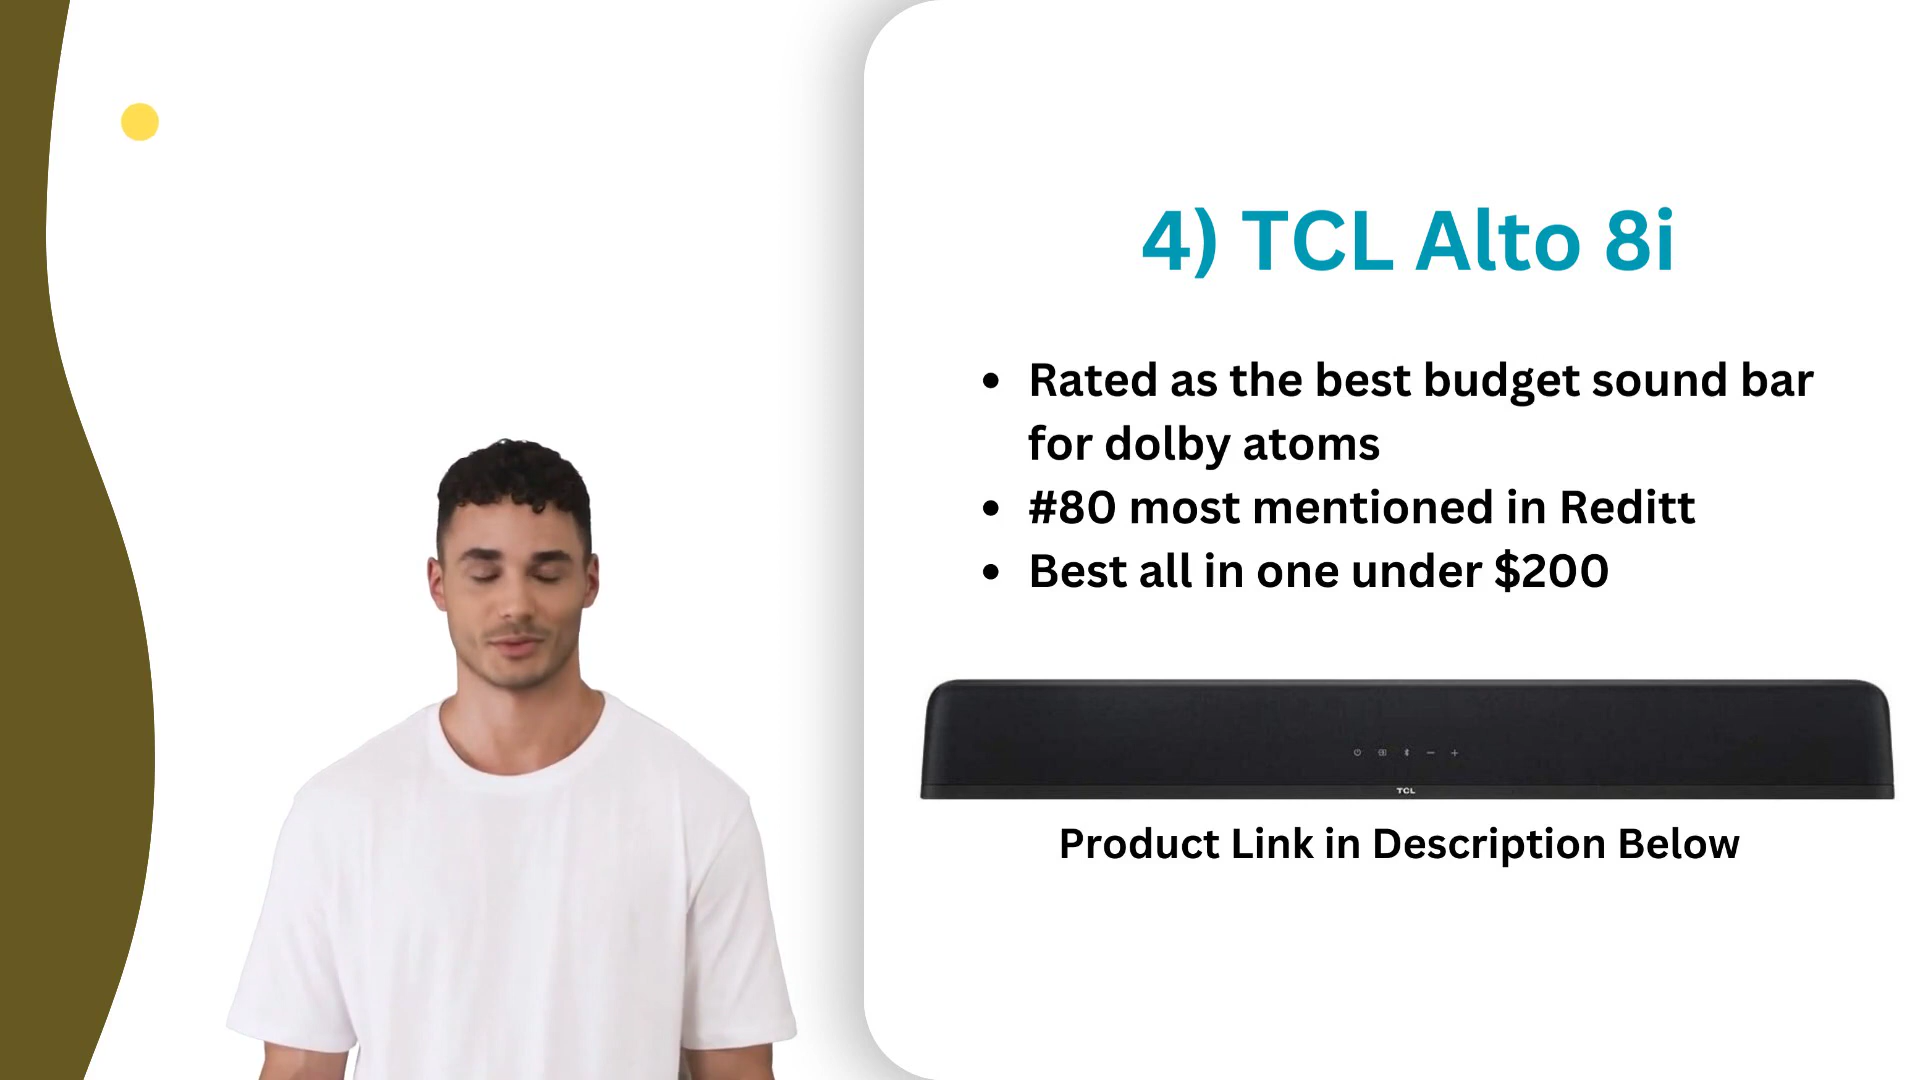 4) TCL Alto 8i
• Rated as the best budget sound bar
for dolby atoms
• #80 most mentioned in Reditt
• Best all in one under $200
TCL
Product Link in Description Below